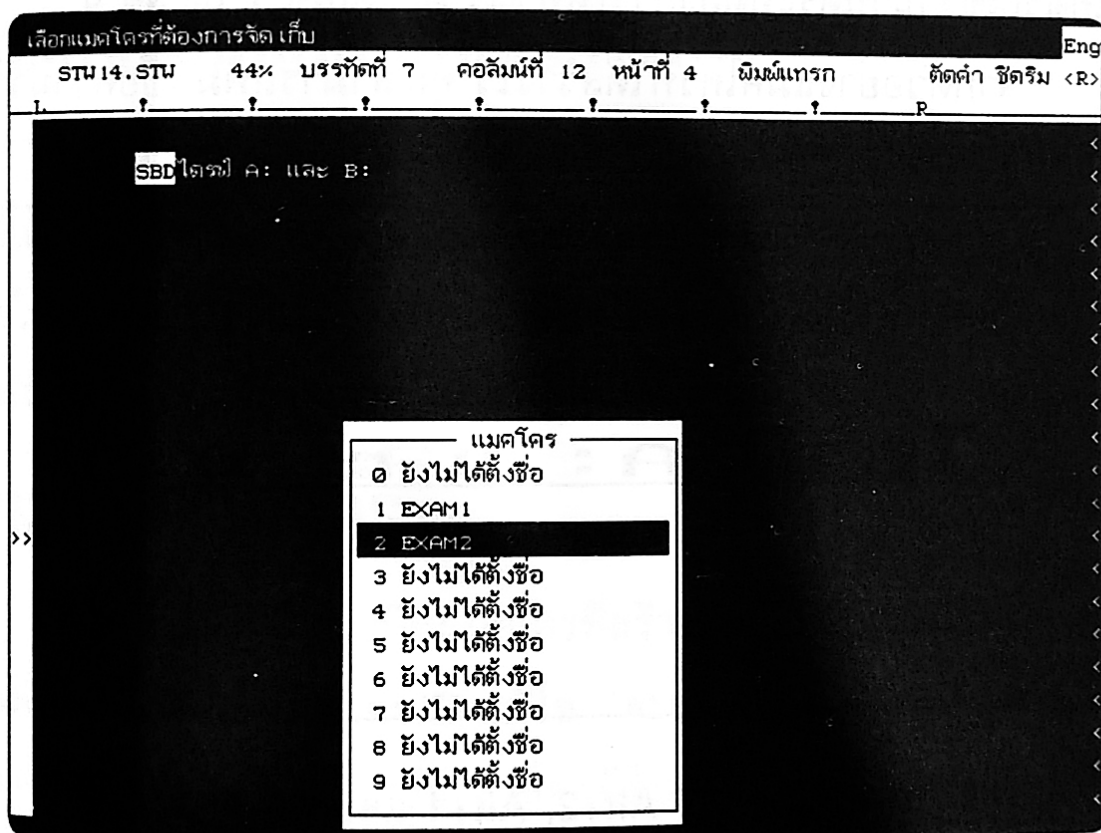 เลือกแมคโครที่ต้องการจัดเก็บ
Eng
STW14.STW 44% บรรทัดที่ 7 คอลัมน์ที่ 12 หน้าที่ 4 พิมพ์แทรก ตัดคำ ชิดริม <R>
L R
SBDไดรฟ์ A: และ B:
แมคโคร
0 ยังไม่ได้ตั้งชื่อ
1 EXAM1
>>
2 EXAM2
3 ยังไม่ได้ตั้งชื่อ
4 ยังไม่ได้ตั้งชื่อ
5 ยังไม่ได้ตั้งชื่อ
6 ยังไม่ได้ตั้งชื่อ
7 ยังไม่ได้ตั้งชื่อ
8 ยังไม่ได้ตั้งชื่อ
9 ยังไม่ได้ตั้งชื่อ